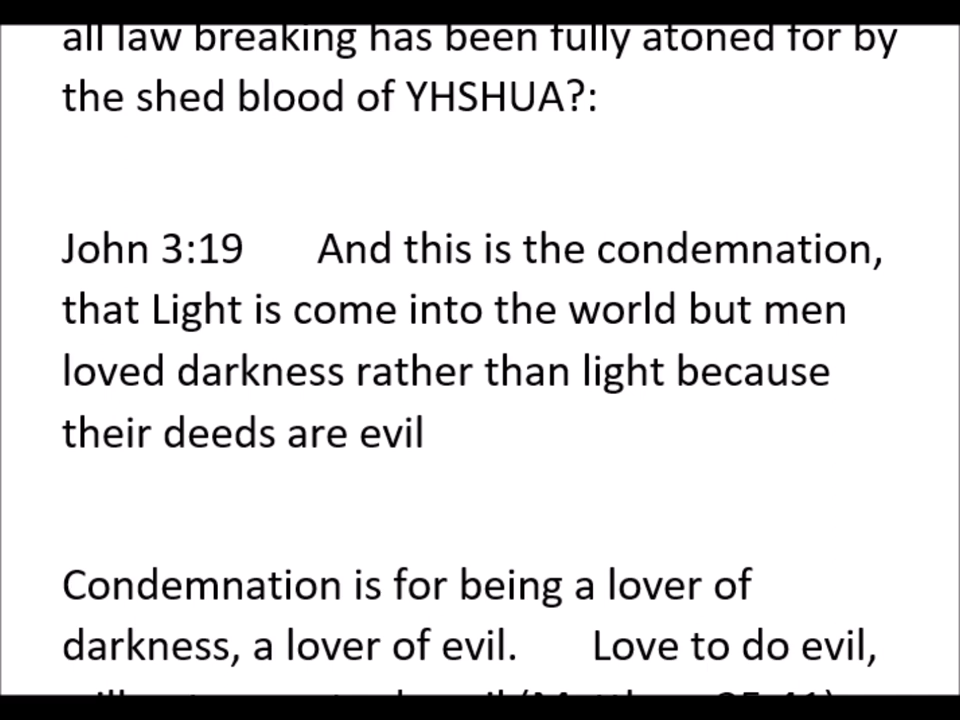 all law breaking has been fully atoned for by
the shed blood of YHSHUA?:
John 3:19 And this is the condemnation,
that Light is come into the world but men
loved darkness rather than light because
their deeds are evil
Condemnation is for being a lover of
darkness, a lover of evil. Love to do evil,